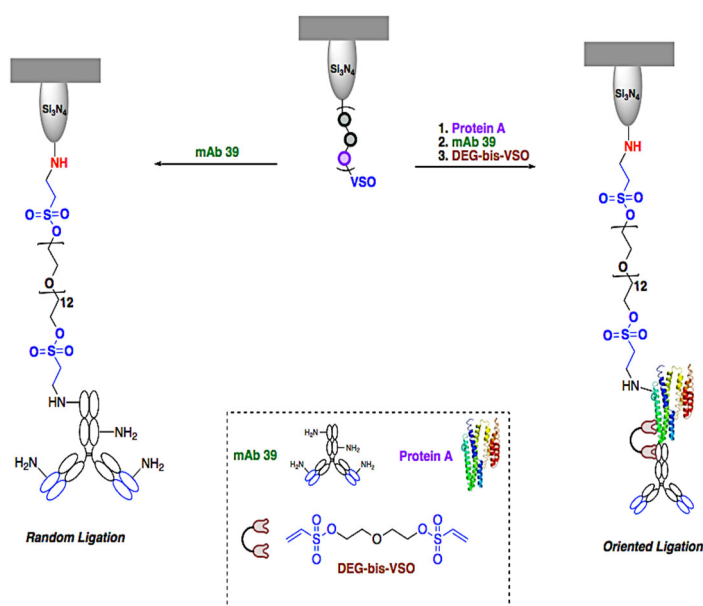 Si3N4
VSO
mAb 39
1. Protein A
2. mAb 39
3. DEG-bis-VSO
Si3N4
NH
O=S=O
O
O
12
O
O=S=O
HN
NH2
H2N
NH2
Random Ligation
Si3N4
NH
O=S=O
O
O
12
O
O=S=O
HN
Oriented Ligation
mAb 39
H2N
NH2
H2N
NH2
Protein A
O
S
O
O
O
O
S
O
O
DEG-bis-VSO